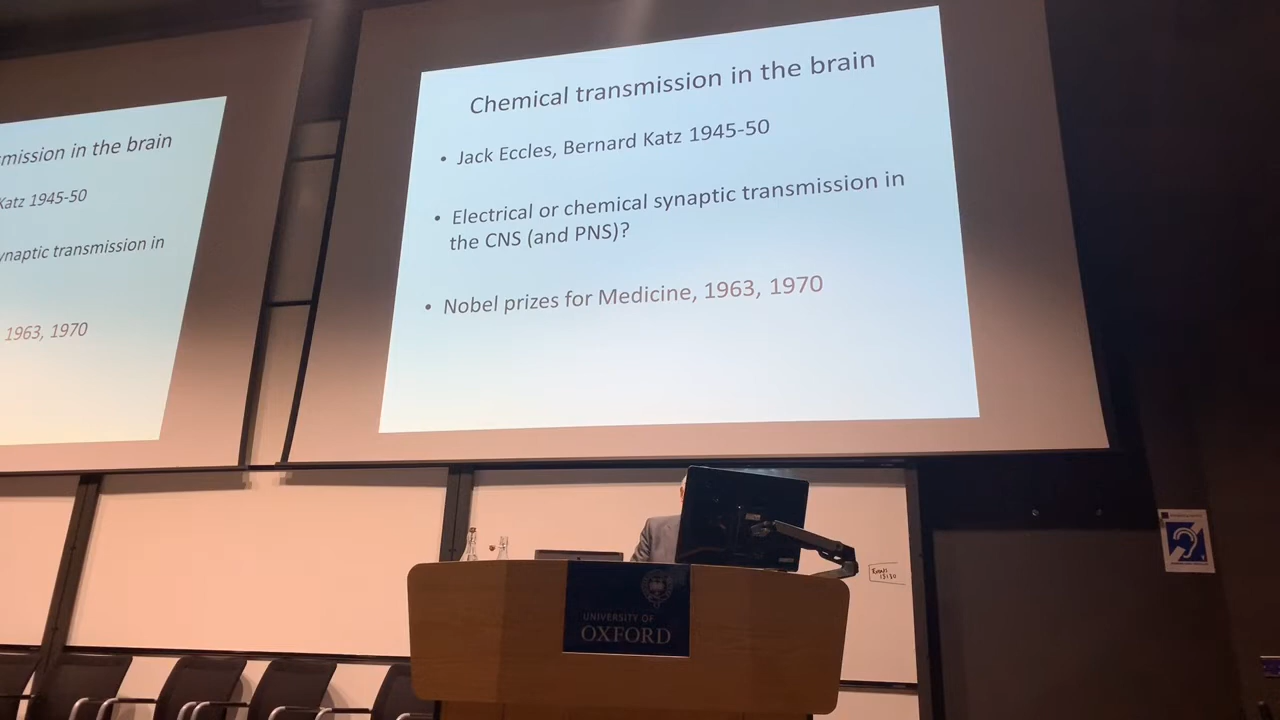 Chemical transmission in the brain
• Jack Eccles, Bernard Katz 1945-50
• Electrical or chemical synaptic transmission in
the CNS (and PNS)?
• Nobel prizes for Medicine, 1963, 1970
smission in the brain
Katz 1945-50
ynaptic transmission in
1963, 1970
UNIVERSITY OF
OXFORD